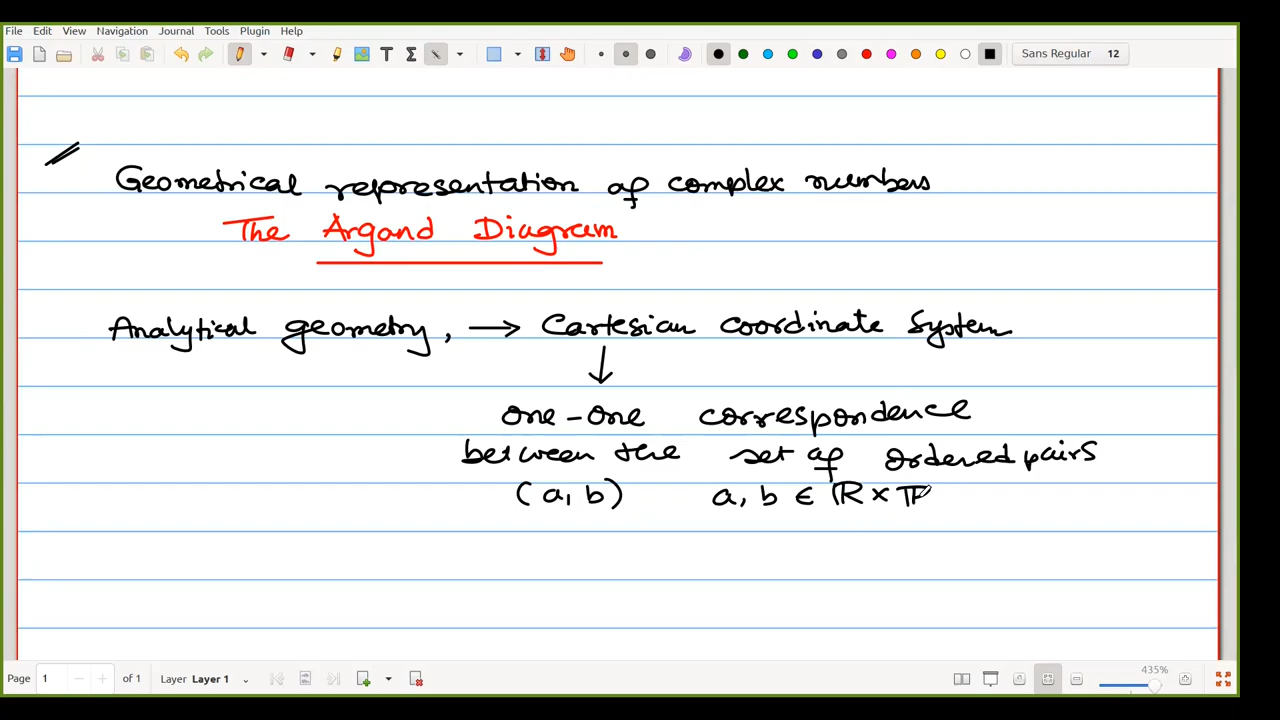 File Edit View Navigation Journal Tools Plugin Help
Sans Regular 12
Geometrical representation of complex numbers
The Argand Diagram
Analytical geometry, → Cartesian coordinate system
↓
one-one correspondence
between the set of ordered pairs
(a, b) a, b ∈ ℝ ×
Page 1 of 1 Layer Layer 1 435%